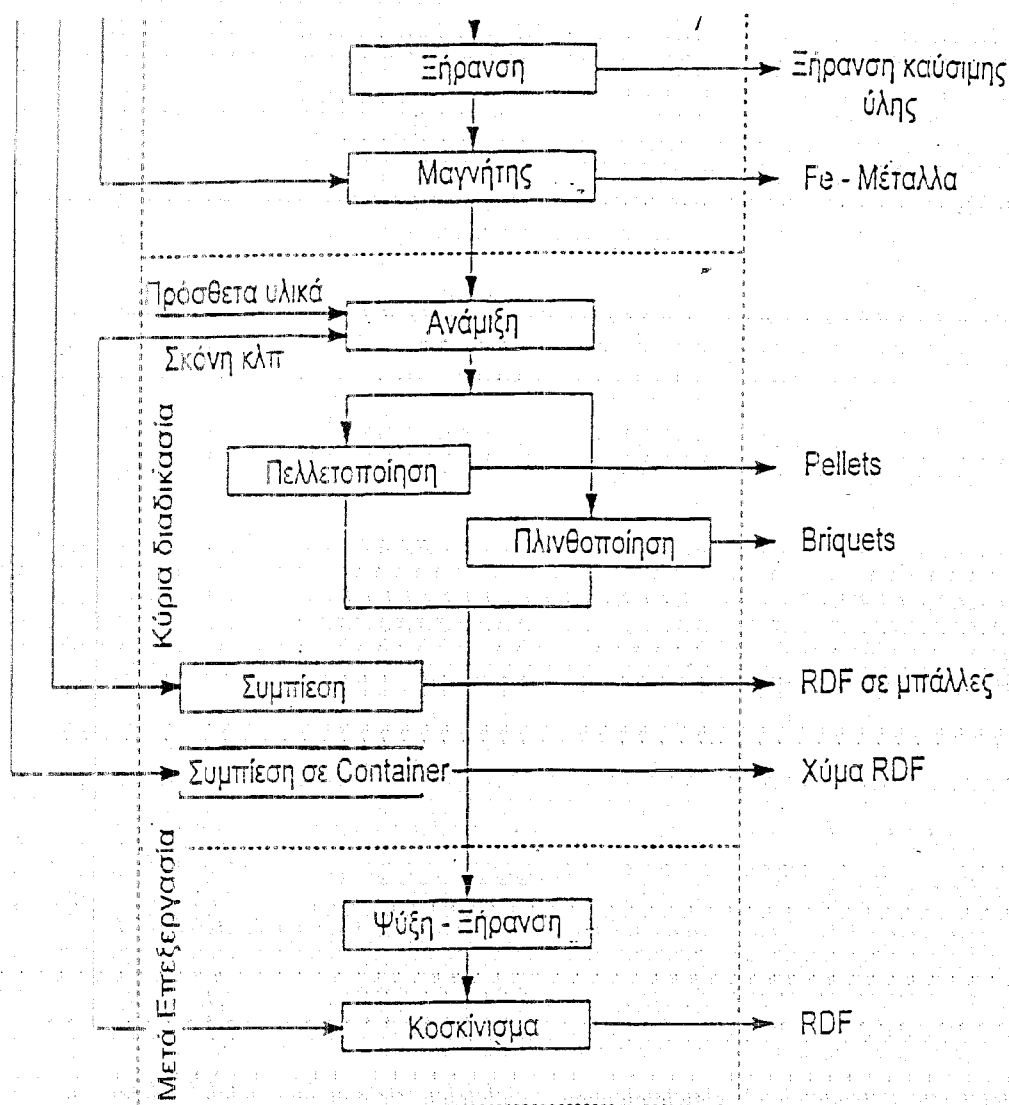 Ξήρανση
Ξήρανση καύσιμης
ύλης
Μαγνήτης
Fe - Μέταλλα
Πρόσθετα υλικά
Ανάμιξη
Σκόνη κλπ
Κύρια διαδικασία
Πελλετοποίηση
Pellets
Πλινθοποίηση
Briquets
Συμπίεση
RDF σε μπάλλες
Συμπίεση σε Container
Χύμα RDF
Μετά Επεξεργασία
Ψύξη - Ξήρανση
Κοσκίνισμα
RDF